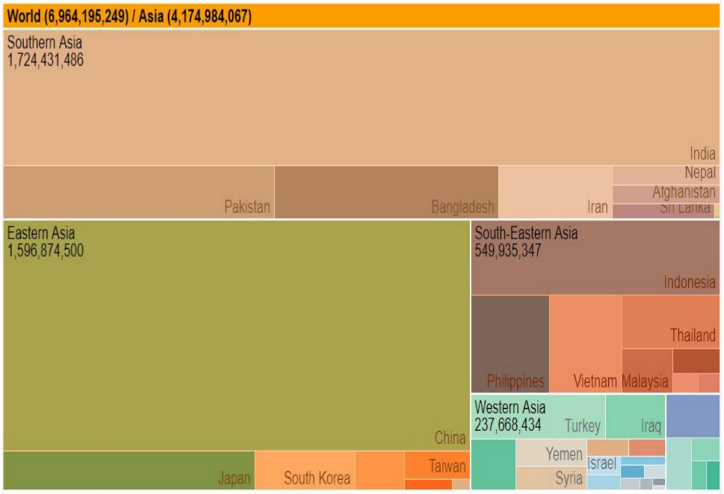 World (6,964,195,249) / Asia (4,174,984,067)
Southern Asia
1,724,431,486
India
Nepal
Pakistan
Bangladesh
Iran
Afghanistan
Sri Lanka
Eastern Asia
1,596,874,500
China
Japan
South Korea
Taiwan
South-Eastern Asia
549,935,347
Indonesia
Thailand
Philippines
Vietnam
Malaysia
Western Asia
237,668,434
Turkey
Iraq
Yemen
Israel
Syria